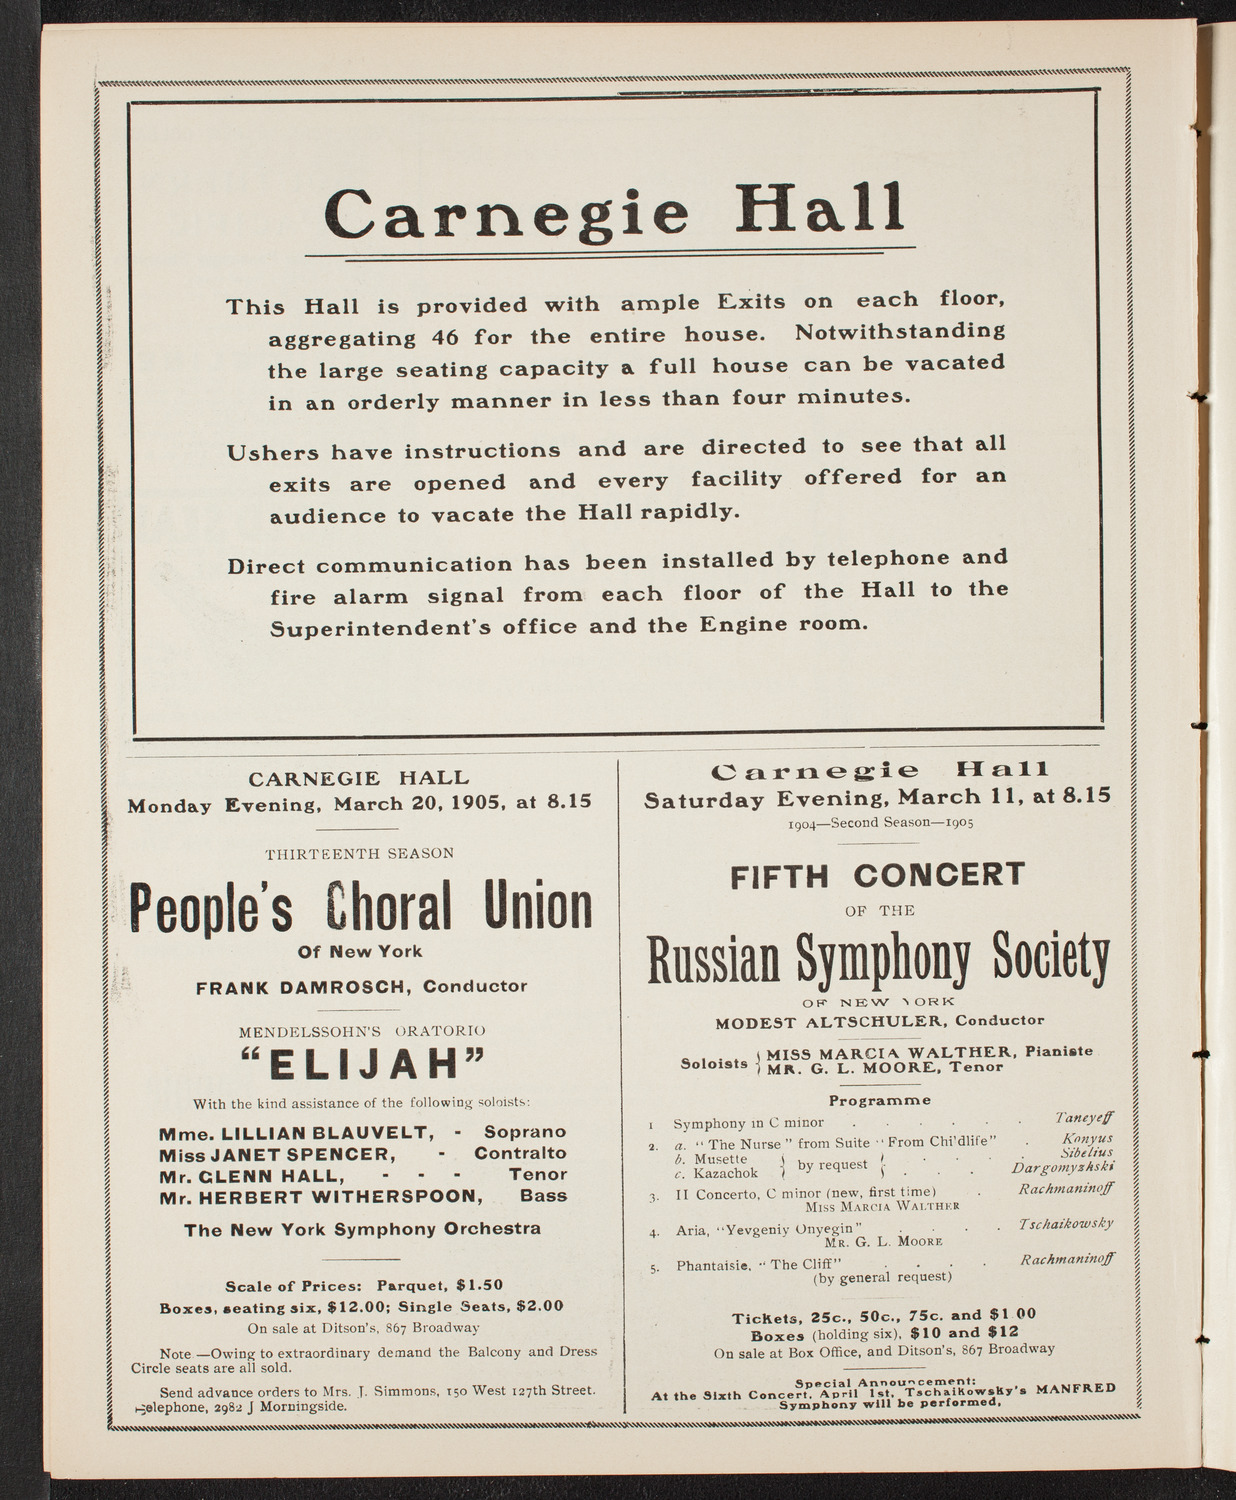 Carnegie Hall
This Hall is provided with ample Exits on each floor,
aggregating 46 for the entire house. Notwithstanding
the large seating capacity a full house can be vacated
in an orderly manner in less than four minutes.
Ushers have instructions and are directed to see that all
exits are opened and every facility offered for an
audience to vacate the Hall rapidly.
Direct communication has been installed by telephone and
fire alarm signal from each floor of the Hall to the
Superintendent's office and the Engine room.
CARNEGIE HALL
Monday Evening, March 20, 1905, at 8.15
THIRTEENTH SEASON
People's Choral Union
Of New York
FRANK DAMROSCH, Conductor
MENDELSSOHN'S ORATORIO
"ELIJAH"
With the kind assistance of the following soloists:
Mme. LILLIAN BLAUVELT, - Soprano
Miss JANET SPENCER, - Contralto
Mr. GLENN HALL, - - - Tenor
Mr. HERBERT WITHERSPOON, Bass
The New York Symphony Orchestra
Scale of Prices: Parquet, $1.50
Boxes, seating six, $12.00; Single Seats, $2.00
On sale at Ditson's, 867 Broadway
Note —Owing to extraordinary demand the Balcony and Dress
Circle seats are all sold.
Send advance orders to Mrs. J. Simmons, 150 West 127th Street.
Telephone, 2982 J Morningside.
Carnegie Hall
Saturday Evening, March 11, at 8.15
1904—Second Season—1905
FIFTH CONCERT
OF THE
Russian Symphony Society
OF NEW YORK
MODEST ALTSCHULER, Conductor
Soloists { MISS MARCIA WALTHER, Pianiste
MR. G. L. MOORE, Tenor
Programme
1 Symphony in C minor . . . . . . Taneyeff
2. a. "The Nurse" from Suite "From Chi'dlife" . Konyus
b. Musette } by request { . . . Sibelius
c. Kazachok . . . Dargomyzhski
3. II Concerto, C minor (new, first time) . Rachmaninoff
MISS MARCIA WALTHER
4. Aria, "Yevgeniy Onyegin" . . . . Tschaikowsky
MR. G. L. MOORE
5. Phantaisie, "The Cliff" . . . . Rachmaninoff
(by general request)
Tickets, 25c., 50c., 75c. and $1 00
Boxes (holding six), $10 and $12
On sale at Box Office, and Ditson's, 867 Broadway
Special Announcement:
At the Sixth Concert, April 1st, Tschaikowsky's MANFRED
Symphony will be performed,